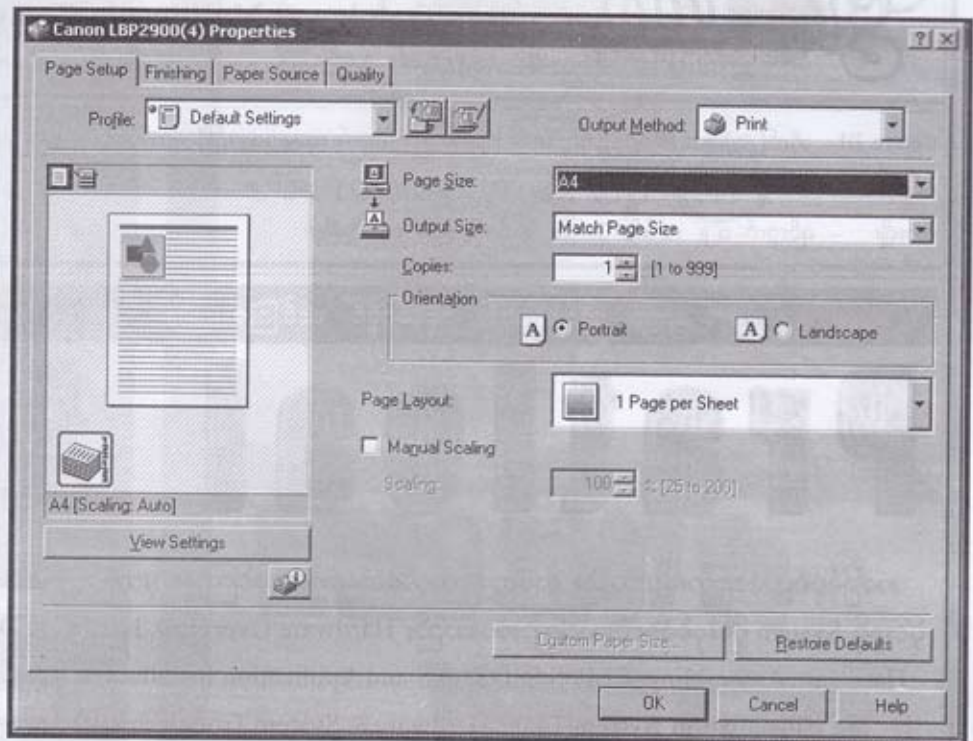 Canon LBP2900(4) Properties
Page Setup Finishing Paper Source Quality
Profile: Default Settings
Output Method: Print
Page Size: A4
Output Size: Match Page Size
Copies: 1 [1 to 999]
Orientation
A Portrait A Landscape
Page Layout: 1 Page per Sheet
Manual Scaling
Scaling: 100 % [25 to 200]
A4 [Scaling: Auto]
View Settings
Custom Paper Size... Restore Defaults
OK Cancel Help